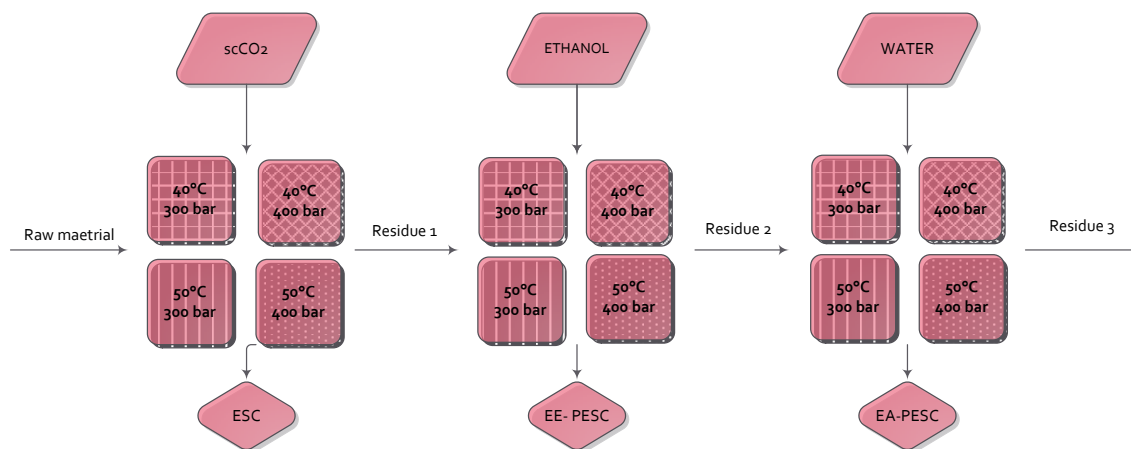 scCO2
ETHANOL
WATER
40°C
300 bar
40°C
400 bar
40°C
300 bar
40°C
400 bar
40°C
300 bar
40°C
400 bar
Raw maetrial
Residue 1
Residue 2
Residue 3
50°C
300 bar
50°C
400 bar
50°C
300 bar
50°C
400 bar
50°C
300 bar
50°C
400 bar
ESC
EE- PESC
EA-PESC